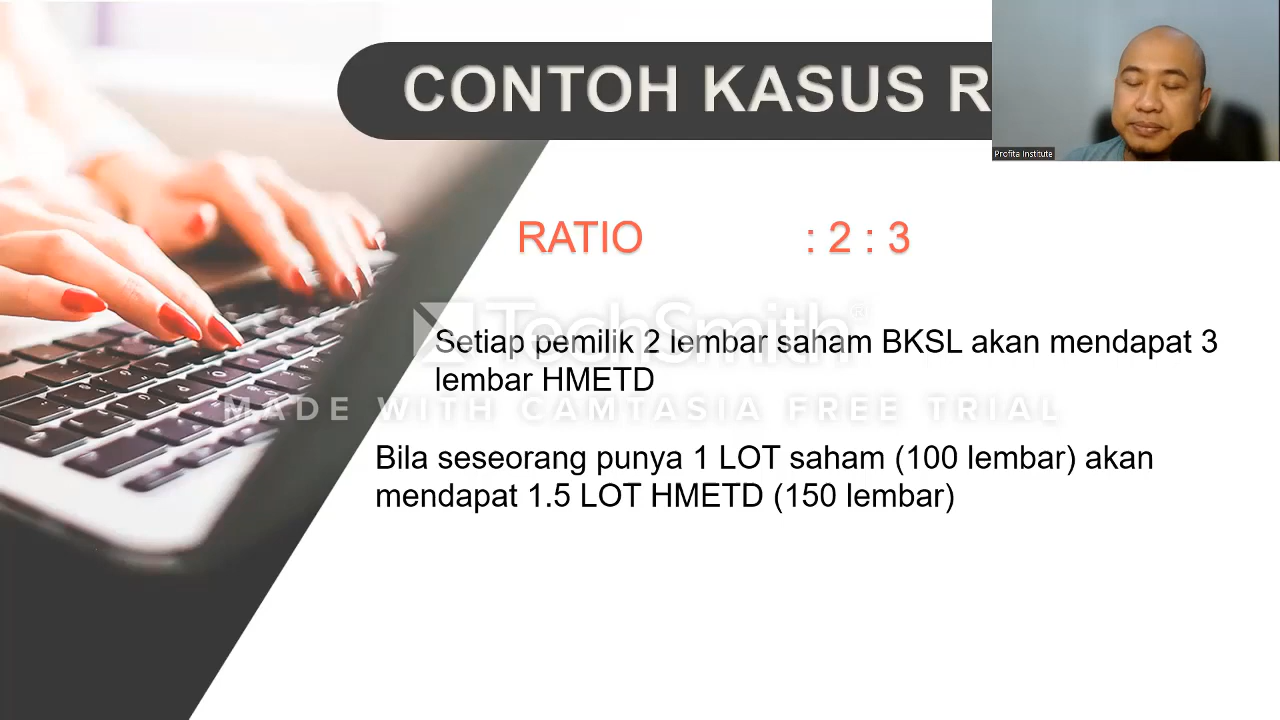 CONTOH KASUS R
Profita Institute
RATIO : 2 : 3
TechSmith®
Setiap pemilik 2 lembar saham BKSL akan mendapat 3
lembar HMETD
MADE WITH CAMTASIA FREE TRIAL
Bila seseorang punya 1 LOT saham (100 lembar) akan
mendapat 1.5 LOT HMETD (150 lembar)